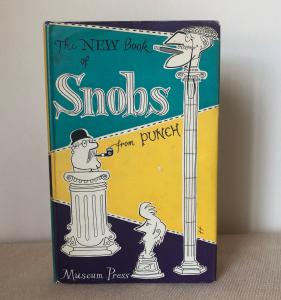 The NEW Book
of
Snobs
from PUNCH
Museum Press